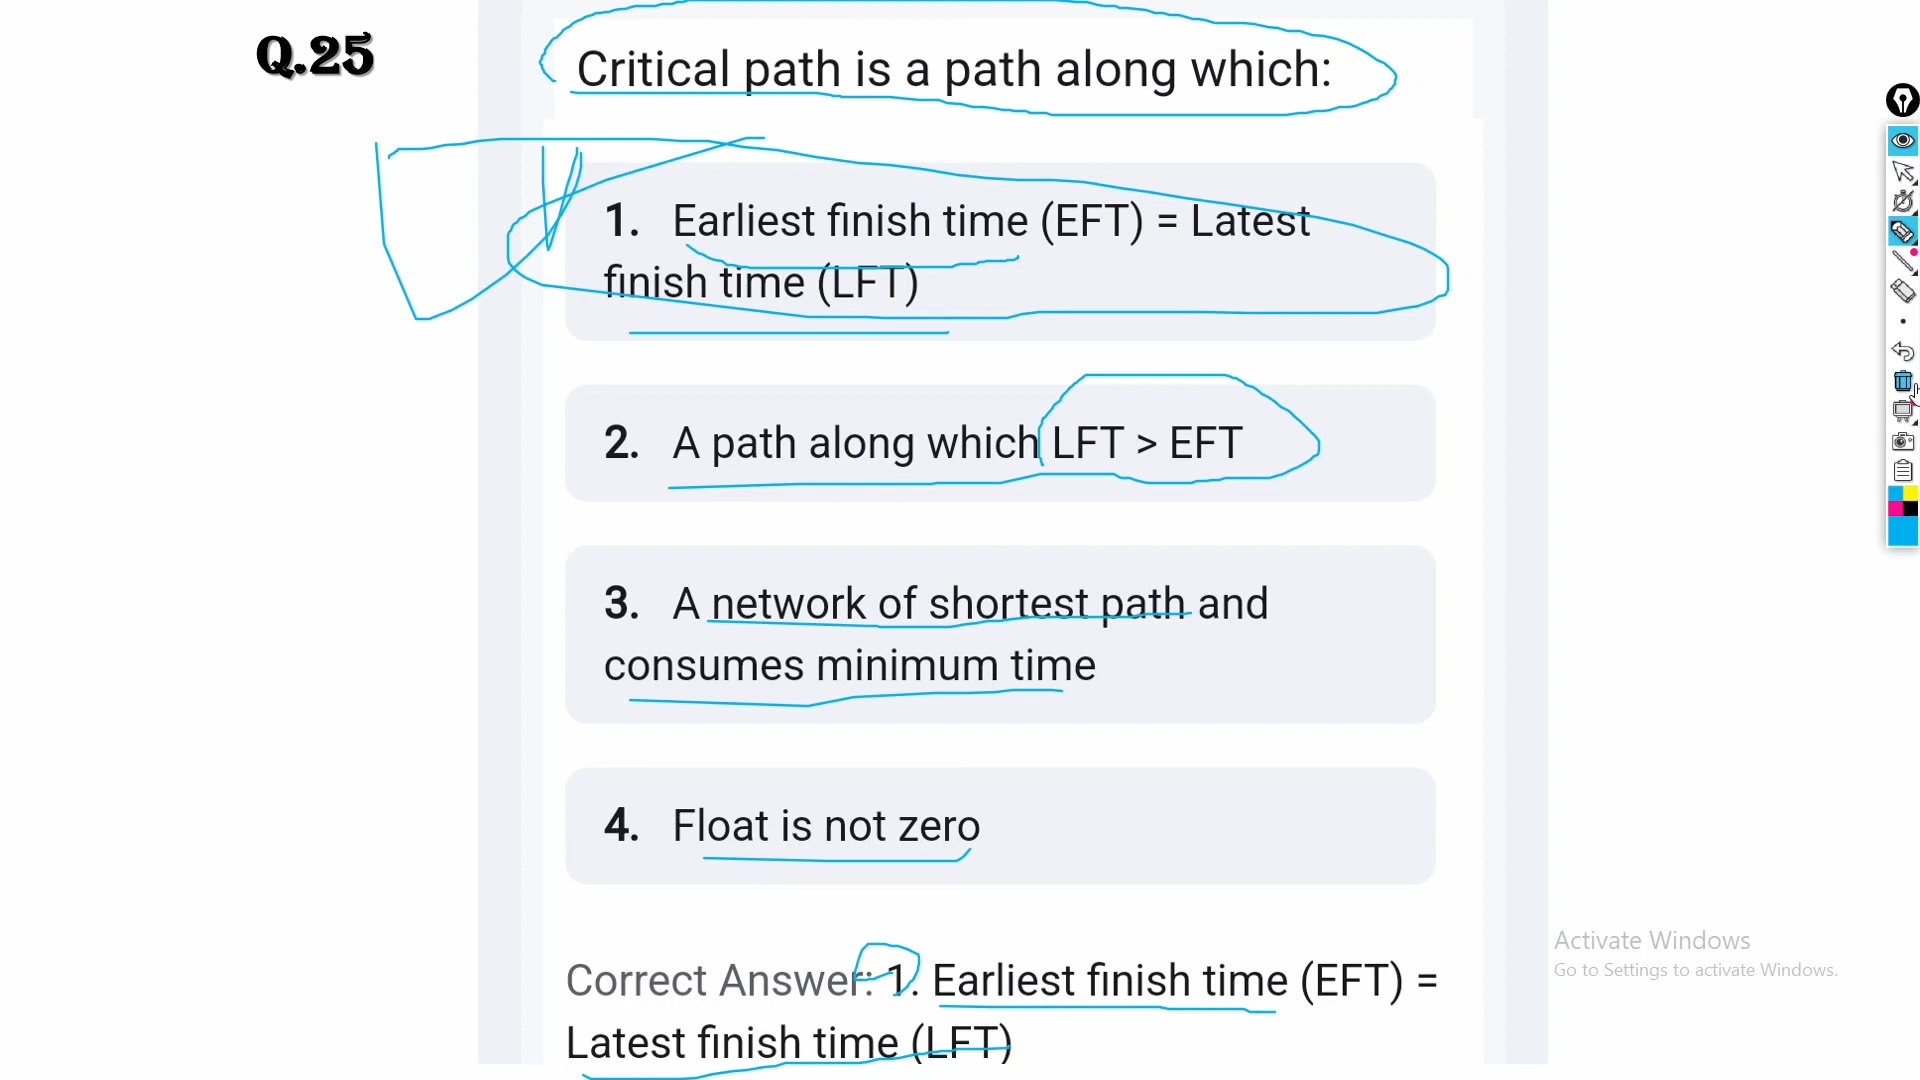 Q.25
Critical path is a path along which:
1. Earliest finish time (EFT) = Latest
finish time (LFT)
2. A path along which LFT > EFT
3. A network of shortest path and
consumes minimum time
4. Float is not zero
Correct Answer: 1. Earliest finish time (EFT) =
Latest finish time (LFT)
Activate Windows
Go to Settings to activate Windows.